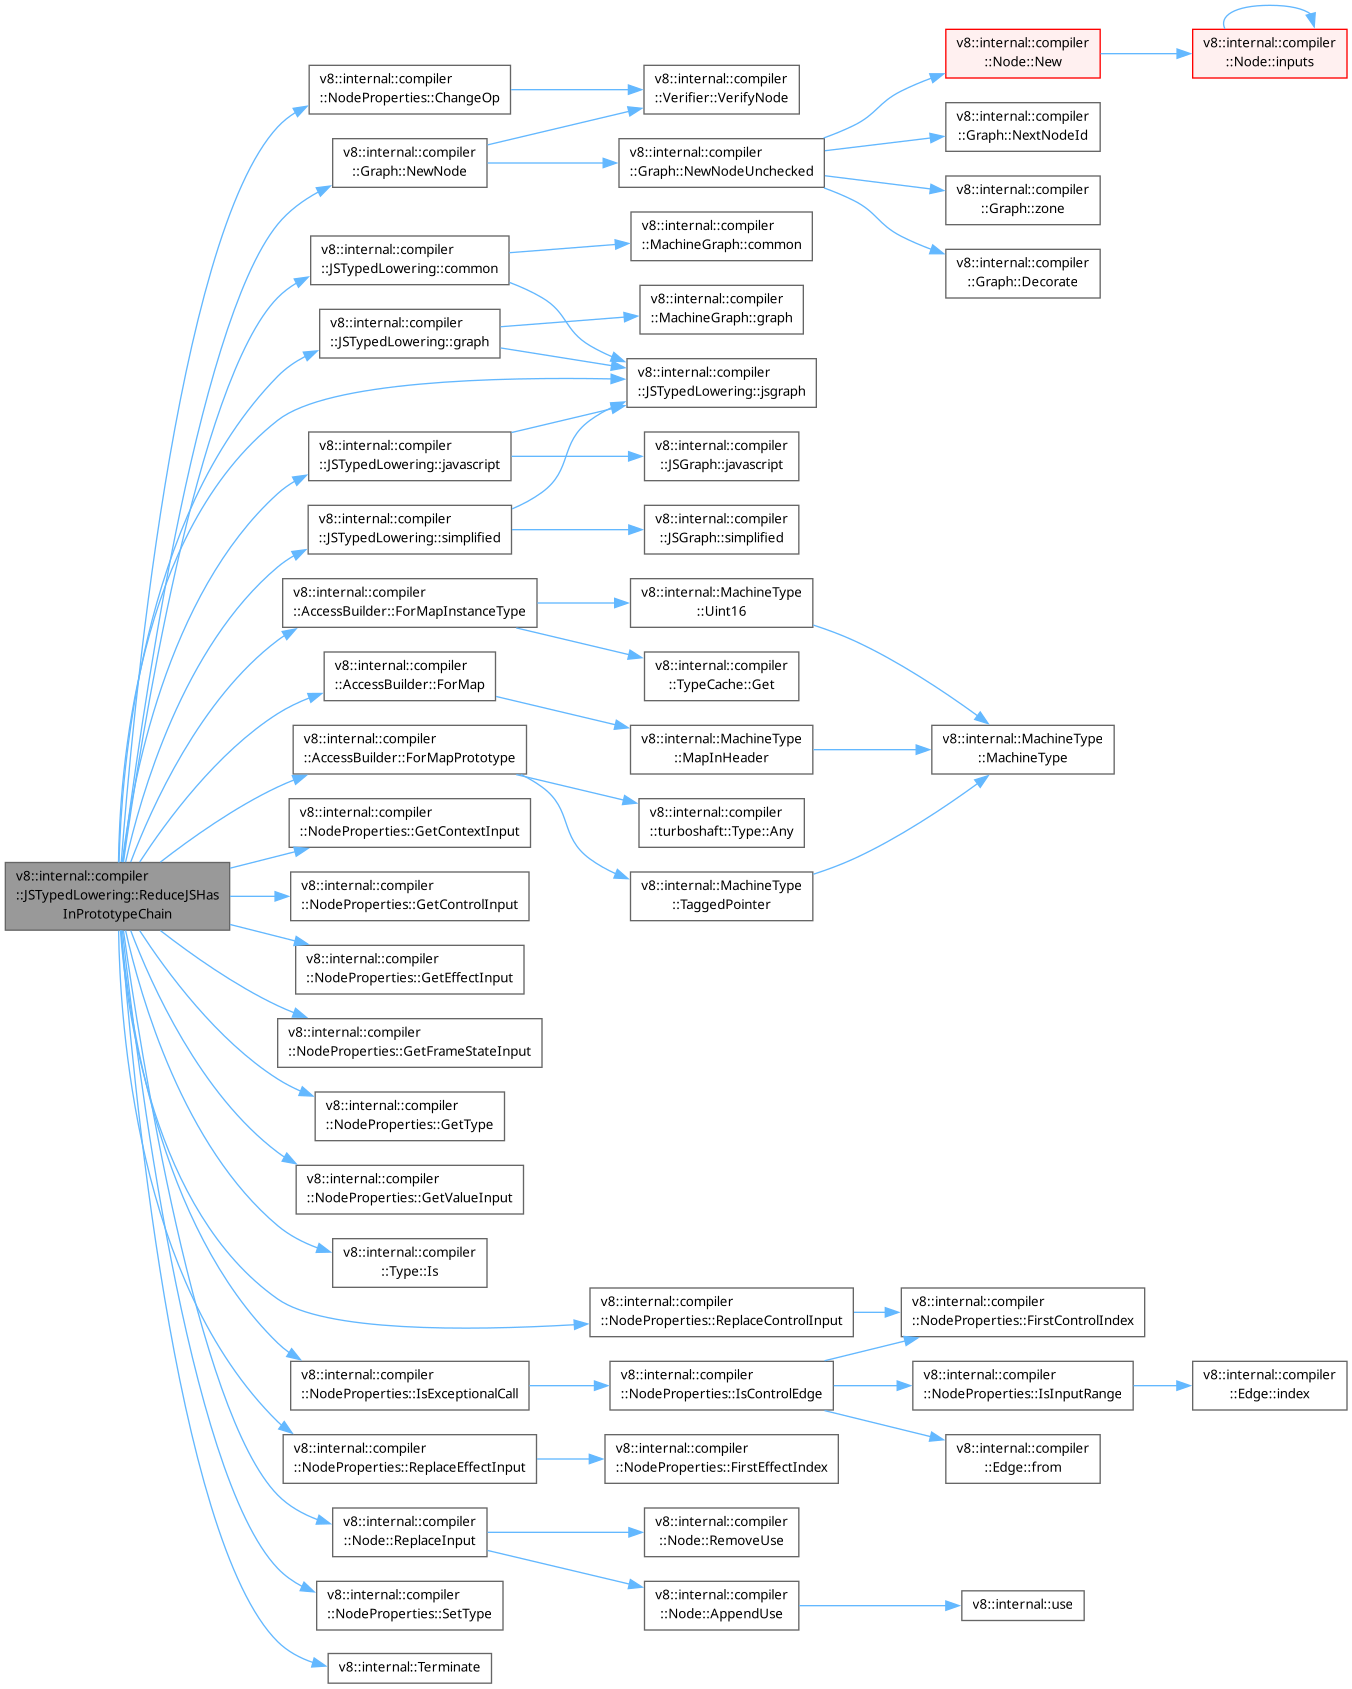 v8::internal::compiler
::JSTypedLowering::ReduceJSHas
InPrototypeChain
v8::internal::compiler
::NodeProperties::ChangeOp
v8::internal::compiler
::Verifier::VerifyNode
v8::internal::compiler
::Graph::NewNode
v8::internal::compiler
::Graph::NewNodeUnchecked
v8::internal::compiler
::Node::New
v8::internal::compiler
::Node::inputs
v8::internal::compiler
::Graph::NextNodeId
v8::internal::compiler
::Graph::zone
v8::internal::compiler
::Graph::Decorate
v8::internal::compiler
::JSTypedLowering::common
v8::internal::compiler
::MachineGraph::common
v8::internal::compiler
::JSTypedLowering::graph
v8::internal::compiler
::MachineGraph::graph
v8::internal::compiler
::JSTypedLowering::jsgraph
v8::internal::compiler
::JSTypedLowering::javascript
v8::internal::compiler
::JSGraph::javascript
v8::internal::compiler
::JSTypedLowering::simplified
v8::internal::compiler
::JSGraph::simplified
v8::internal::compiler
::AccessBuilder::ForMapInstanceType
v8::internal::MachineType
::Uint16
v8::internal::compiler
::TypeCache::Get
v8::internal::compiler
::AccessBuilder::ForMap
v8::internal::MachineType
::MapInHeader
v8::internal::MachineType
::MachineType
v8::internal::compiler
::AccessBuilder::ForMapPrototype
v8::internal::compiler
::turboshaft::Type::Any
v8::internal::MachineType
::TaggedPointer
v8::internal::compiler
::NodeProperties::GetContextInput
v8::internal::compiler
::NodeProperties::GetControlInput
v8::internal::compiler
::NodeProperties::GetEffectInput
v8::internal::compiler
::NodeProperties::GetFrameStateInput
v8::internal::compiler
::NodeProperties::GetType
v8::internal::compiler
::NodeProperties::GetValueInput
v8::internal::compiler
::Type::Is
v8::internal::compiler
::NodeProperties::ReplaceControlInput
v8::internal::compiler
::NodeProperties::FirstControlIndex
v8::internal::compiler
::NodeProperties::IsExceptionalCall
v8::internal::compiler
::NodeProperties::IsControlEdge
v8::internal::compiler
::NodeProperties::IsInputRange
v8::internal::compiler
::Edge::index
v8::internal::compiler
::Edge::from
v8::internal::compiler
::NodeProperties::ReplaceEffectInput
v8::internal::compiler
::NodeProperties::FirstEffectIndex
v8::internal::compiler
::Node::ReplaceInput
v8::internal::compiler
::Node::RemoveUse
v8::internal::compiler
::Node::AppendUse
v8::internal::use
v8::internal::compiler
::NodeProperties::SetType
v8::internal::Terminate